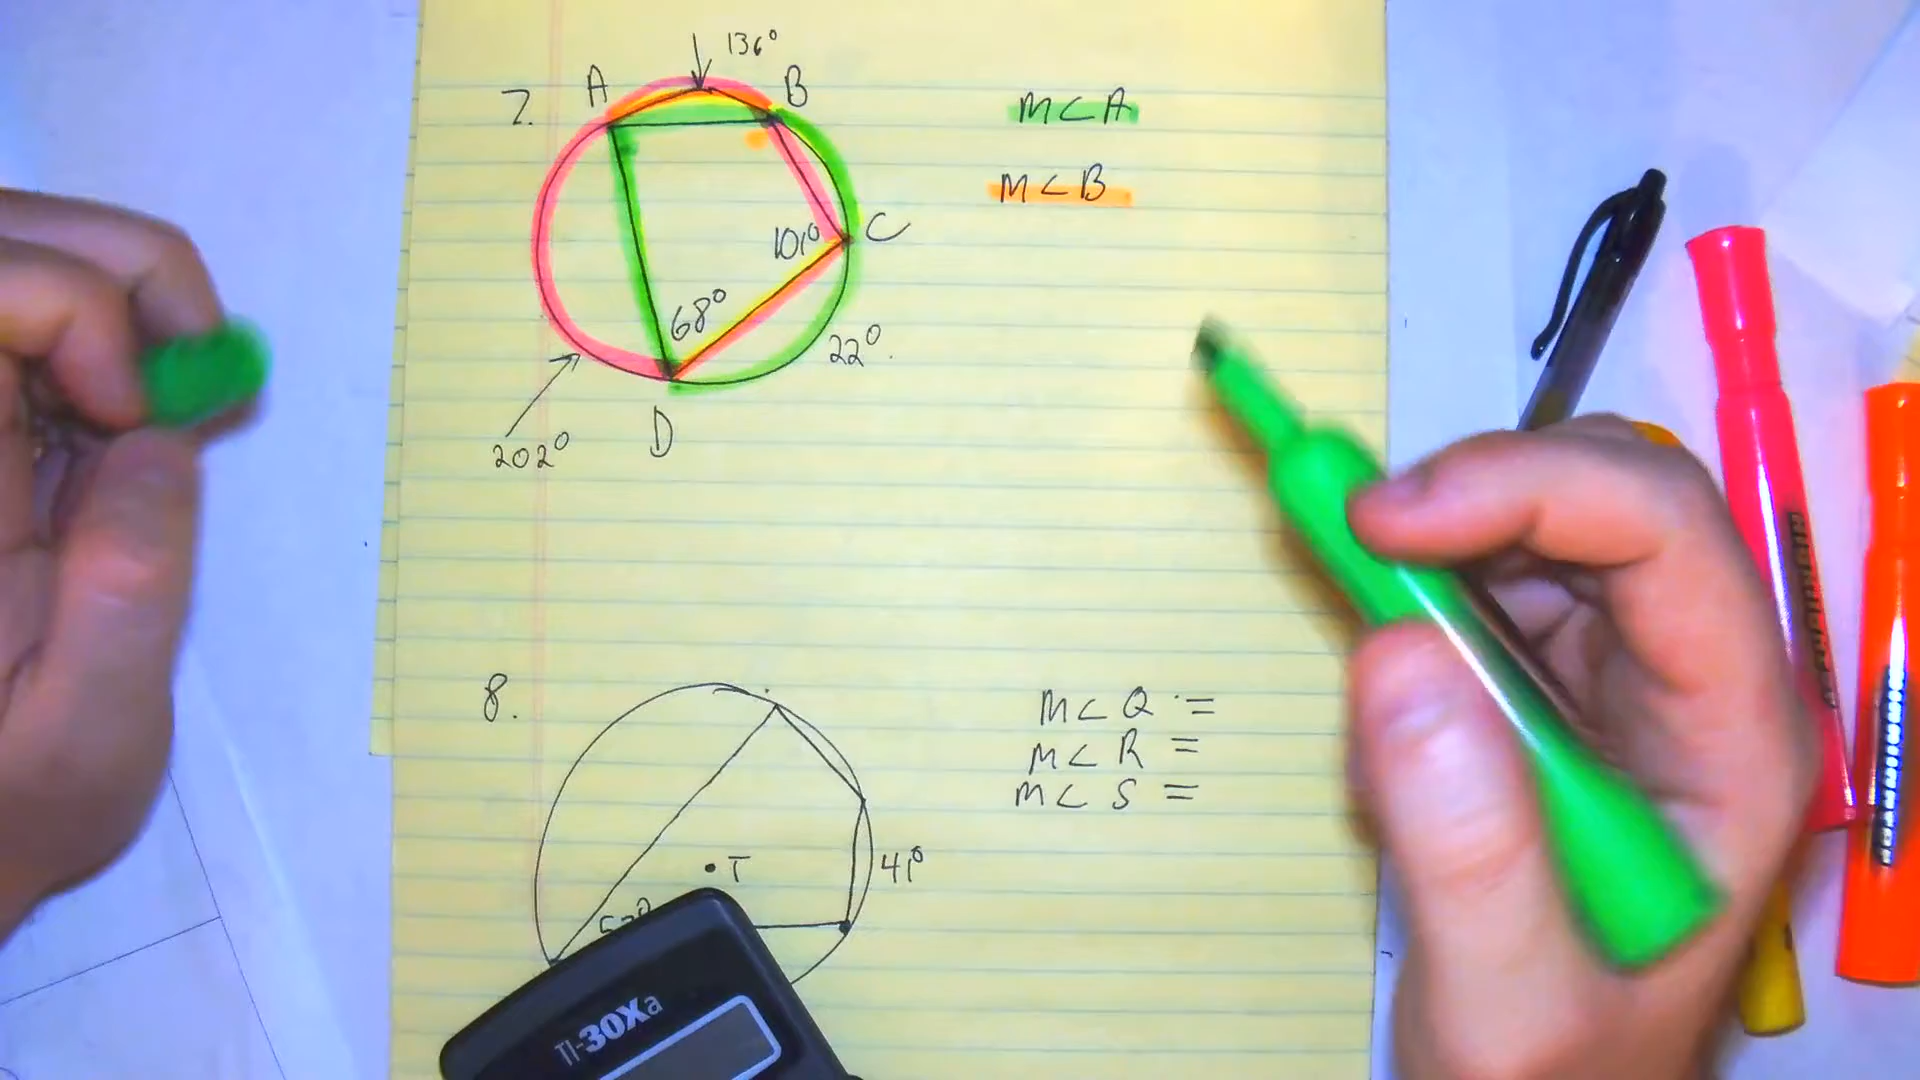 136°
A
B
7.
M<A
M<B
C
101°
68°
22°.
202°
D
8.
M<Q =
M<R =
M<S =
T
41°
TI-30Xa